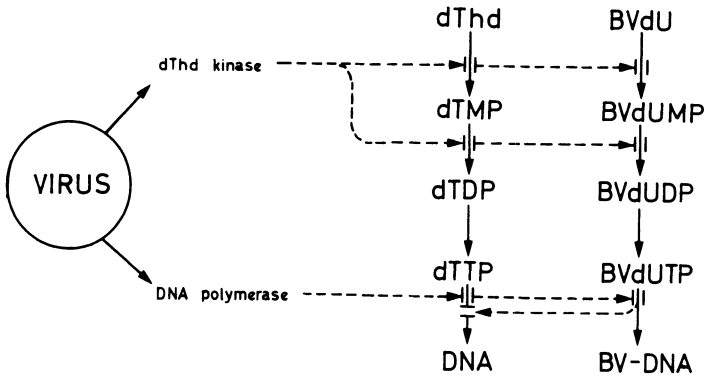 dThd BVdU
dThd kinase
dTMP BVdUMP
VIRUS
dTDP BVdUDP
dTTP BVdUTP
DNA polymerase
DNA BV-DNA